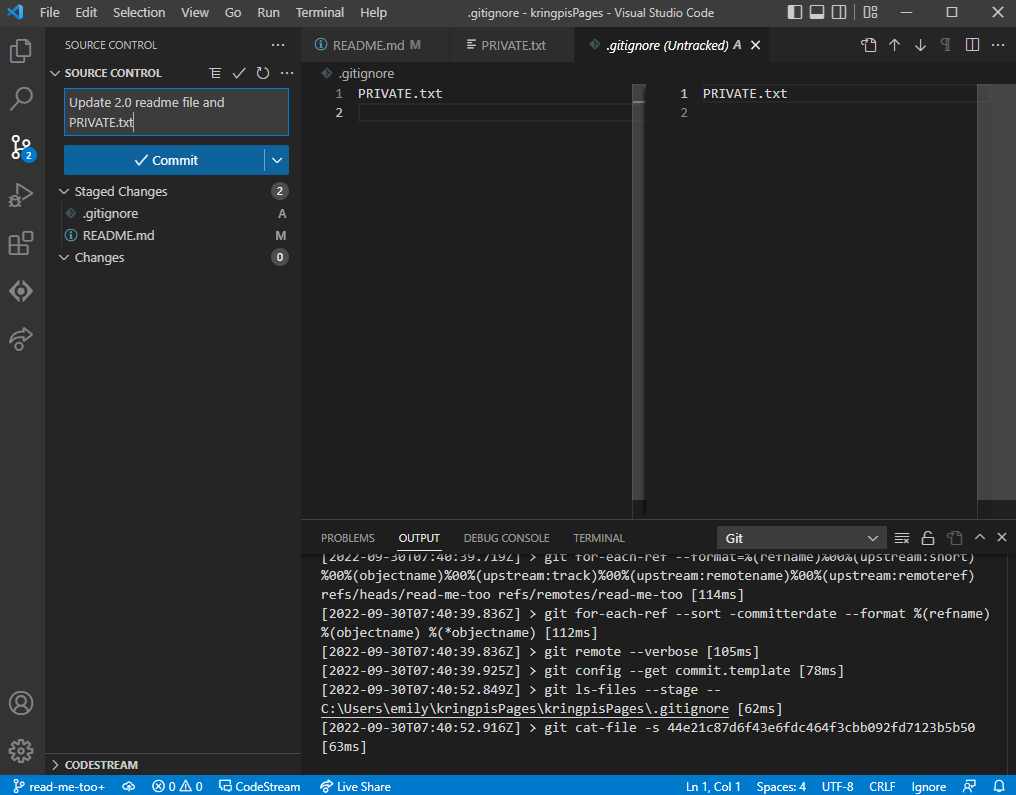 File Edit Selection View Go Run Terminal Help .gitignore - kringpisPages - Visual Studio Code
SOURCE CONTROL
SOURCE CONTROL
Update 2.0 readme file and
PRIVATE.txt
Commit
Staged Changes 2
.gitignore A
README.md M
Changes 0
2
CODESTREAM
README.md M PRIVATE.txt .gitignore (Untracked) A
.gitignore
1 PRIVATE.txt
2
1 PRIVATE.txt
2
PROBLEMS OUTPUT DEBUG CONSOLE TERMINAL Git
[2022-09-30T07:40:39.719Z] > git for-each-ref --format=%(refname)%00%(upstream:short)
%00%(objectname)%00%(upstream:track)%00%(upstream:remotename)%00%(upstream:remoteref)
refs/heads/read-me-too refs/remotes/read-me-too [114ms]
[2022-09-30T07:40:39.836Z] > git for-each-ref --sort -committerdate --format %(refname)
%(objectname) %(*objectname) [112ms]
[2022-09-30T07:40:39.836Z] > git remote --verbose [105ms]
[2022-09-30T07:40:39.925Z] > git config --get commit.template [78ms]
[2022-09-30T07:40:52.849Z] > git ls-files --stage --
C:\Users\emily\kringpisPages\kringpisPages\.gitignore [62ms]
[2022-09-30T07:40:52.916Z] > git cat-file -s 44e21c87d6f43e6fdc464f3cbb092fd7123b5b50
[63ms]
read-me-too+ 0 0 CodeStream Live Share Ln 1, Col 1 Spaces: 4 UTF-8 CRLF Ignore